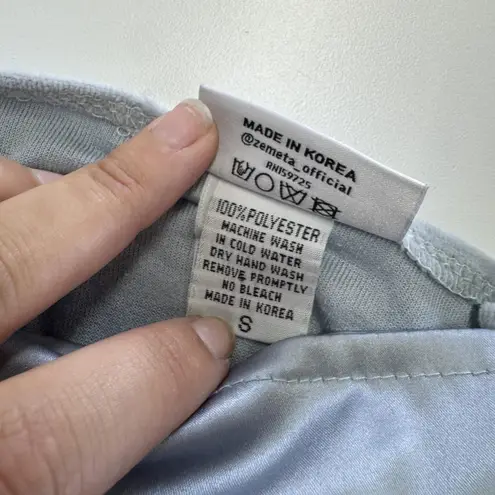 MADE IN KOREA
@zemeta_official
RN159725
100%POLYESTER
MACHINE WASH
IN COLD WATER
DRY HAND WASH
REMOVE PROMPTLY
NO BLEACH
MADE IN KOREA
S